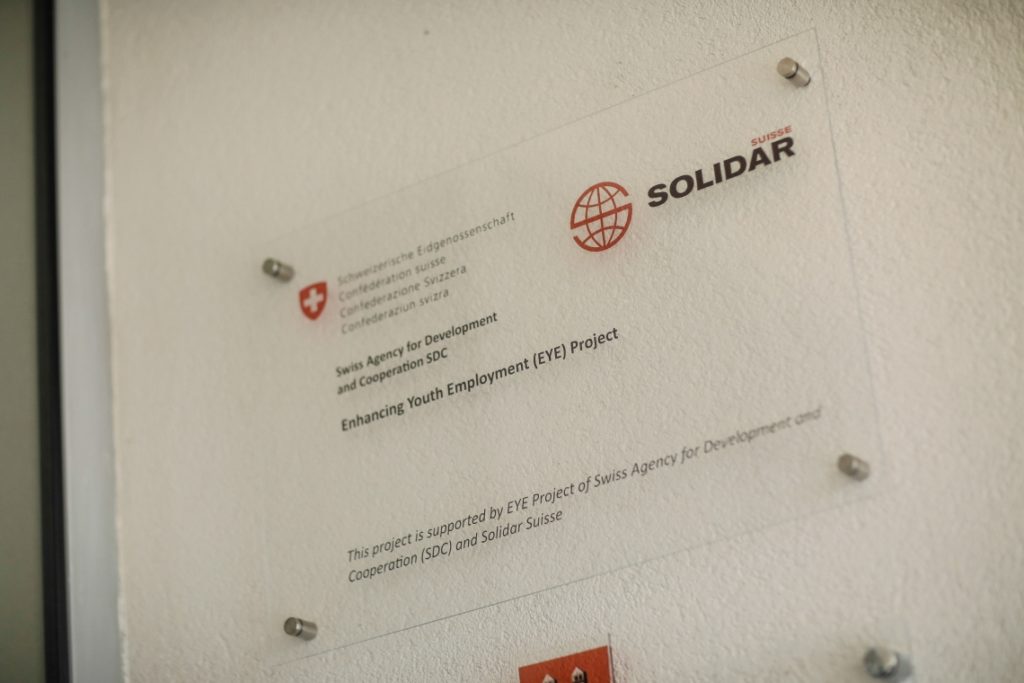 Schweizerische Eidgenossenschaft
Confédération suisse
Confederazione Svizzera
Confederaziun svizra
Swiss Agency for Development
and Cooperation SDC
Enhancing Youth Employment (EYE) Project
SUISSE
SOLIDAR
This project is supported by EYE Project of Swiss Agency for Development and
Cooperation (SDC) and Solidar Suisse